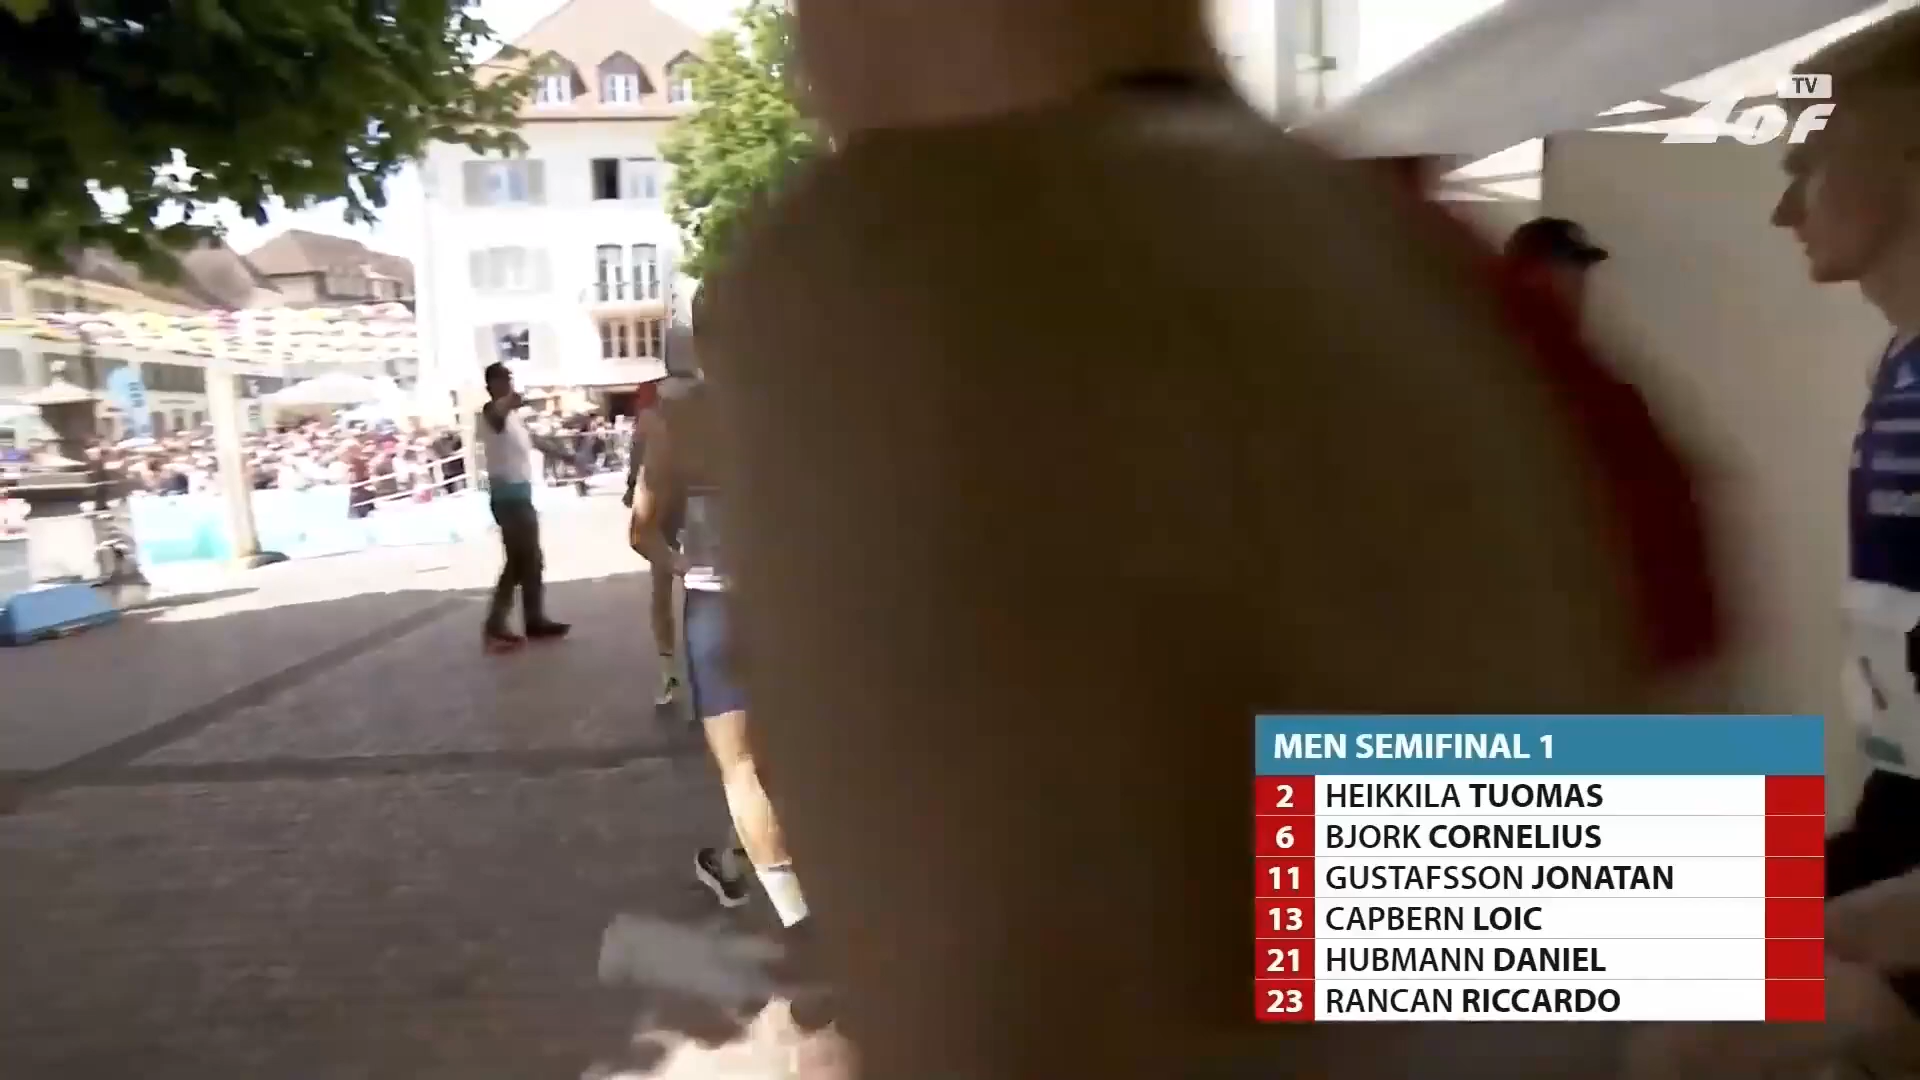 TV
IOF
MEN SEMIFINAL 1
2 HEIKKILA TUOMAS
6 BJORK CORNELIUS
11 GUSTAFSSON JONATAN
13 CAPBERN LOIC
21 HUBMANN DANIEL
23 RANCAN RICCARDO